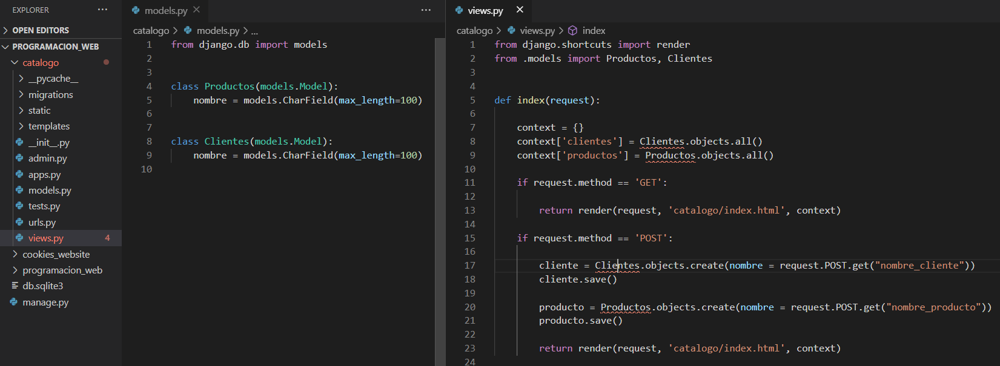 EXPLORER
OPEN EDITORS
PROGRAMACION_WEB
catalogo
__pycache__
migrations
static
templates
__init__.py
admin.py
apps.py
models.py
tests.py
urls.py
views.py 4
cookies_website
programacion_web
db.sqlite3
manage.py
models.py
catalogo > models.py > ...
1 from django.db import models
2
3
4 class Productos(models.Model):
5     nombre = models.CharField(max_length=100)
6
7
8 class Clientes(models.Model):
9     nombre = models.CharField(max_length=100)
10
views.py
catalogo > views.py > index
1 from django.shortcuts import render
2 from .models import Productos, Clientes
3
4
5 def index(request):
6
7     context = {}
8     context['clientes'] = Clientes.objects.all()
9     context['productos'] = Productos.objects.all()
10
11     if request.method == 'GET':
12
13         return render(request, 'catalogo/index.html', context)
14
15     if request.method == 'POST':
16
17         cliente = Clientes.objects.create(nombre = request.POST.get("nombre_cliente"))
18         cliente.save()
19
20         producto = Productos.objects.create(nombre = request.POST.get("nombre_producto"))
21         producto.save()
22
23         return render(request, 'catalogo/index.html', context)
24